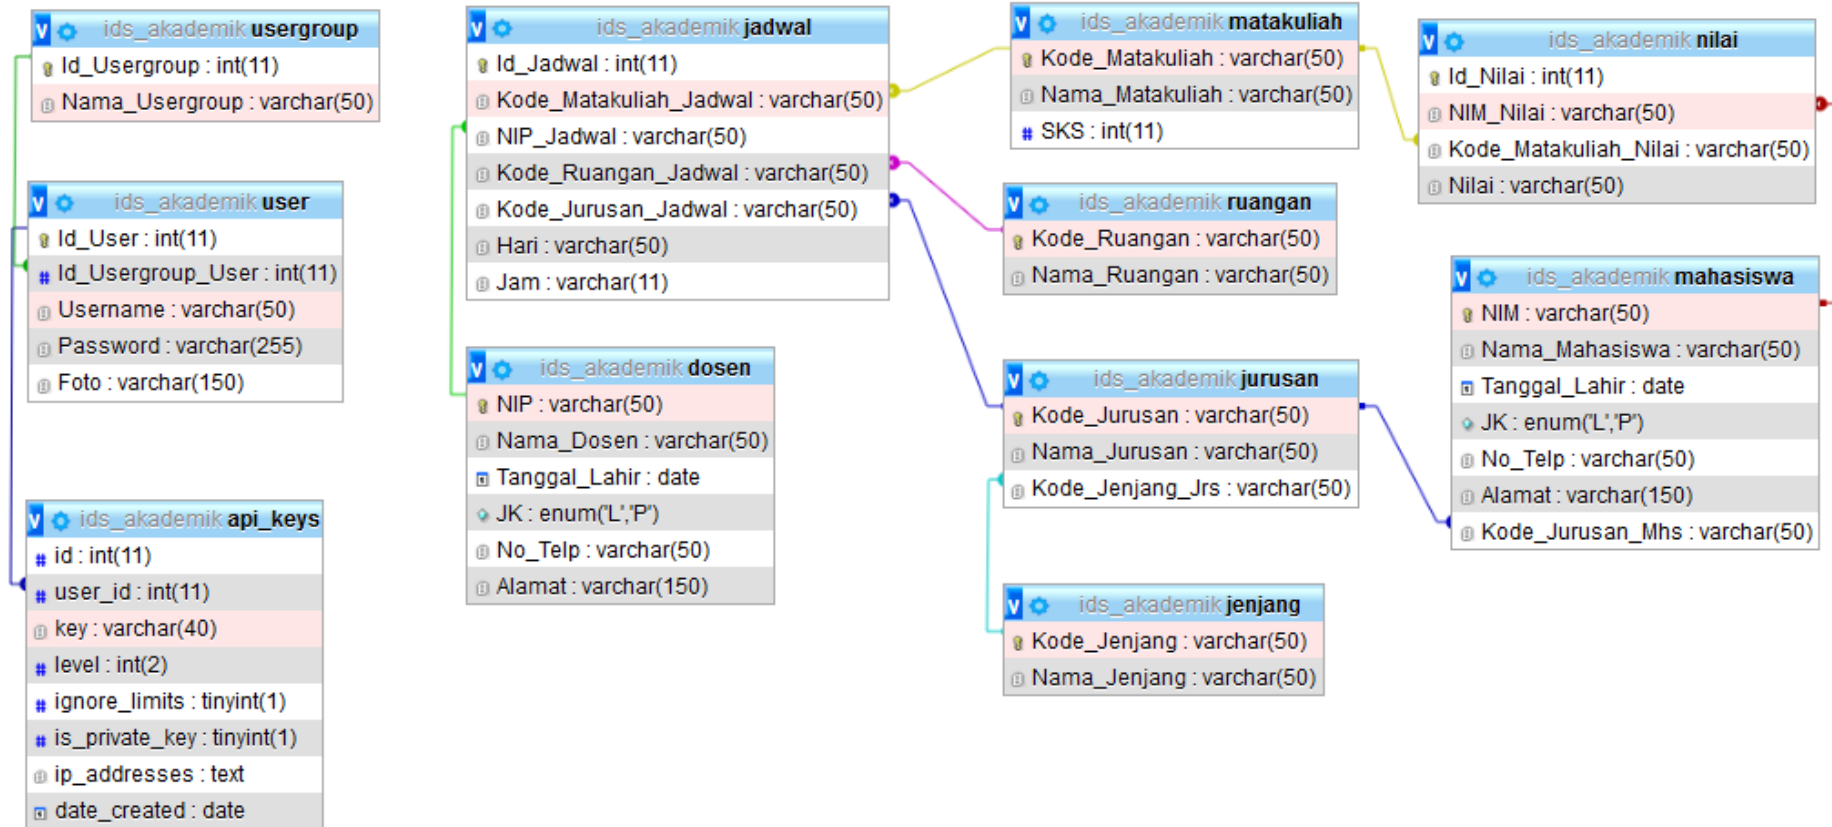 ids_akademik usergroup
Id_Usergroup : int(11)
Nama_Usergroup : varchar(50)
ids_akademik user
Id_User : int(11)
Id_Usergroup_User : int(11)
Username : varchar(50)
Password : varchar(255)
Foto : varchar(150)
ids_akademik api_keys
id : int(11)
user_id : int(11)
key : varchar(40)
level : int(2)
ignore_limits : tinyint(1)
is_private_key : tinyint(1)
ip_addresses : text
date_created : date
ids_akademik jadwal
Id_Jadwal : int(11)
Kode_Matakuliah_Jadwal : varchar(50)
NIP_Jadwal : varchar(50)
Kode_Ruangan_Jadwal : varchar(50)
Kode_Jurusan_Jadwal : varchar(50)
Hari : varchar(50)
Jam : varchar(11)
ids_akademik dosen
NIP : varchar(50)
Nama_Dosen : varchar(50)
Tanggal_Lahir : date
JK : enum('L','P')
No_Telp : varchar(50)
Alamat : varchar(150)
ids_akademik matakuliah
Kode_Matakuliah : varchar(50)
Nama_Matakuliah : varchar(50)
SKS : int(11)
ids_akademik ruangan
Kode_Ruangan : varchar(50)
Nama_Ruangan : varchar(50)
ids_akademik jurusan
Kode_Jurusan : varchar(50)
Nama_Jurusan : varchar(50)
Kode_Jenjang_Jrs : varchar(50)
ids_akademik jenjang
Kode_Jenjang : varchar(50)
Nama_Jenjang : varchar(50)
ids_akademik nilai
Id_Nilai : int(11)
NIM_Nilai : varchar(50)
Kode_Matakuliah_Nilai : varchar(50)
Nilai : varchar(50)
ids_akademik mahasiswa
NIM : varchar(50)
Nama_Mahasiswa : varchar(50)
Tanggal_Lahir : date
JK : enum('L','P')
No_Telp : varchar(50)
Alamat : varchar(150)
Kode_Jurusan_Mhs : varchar(50)